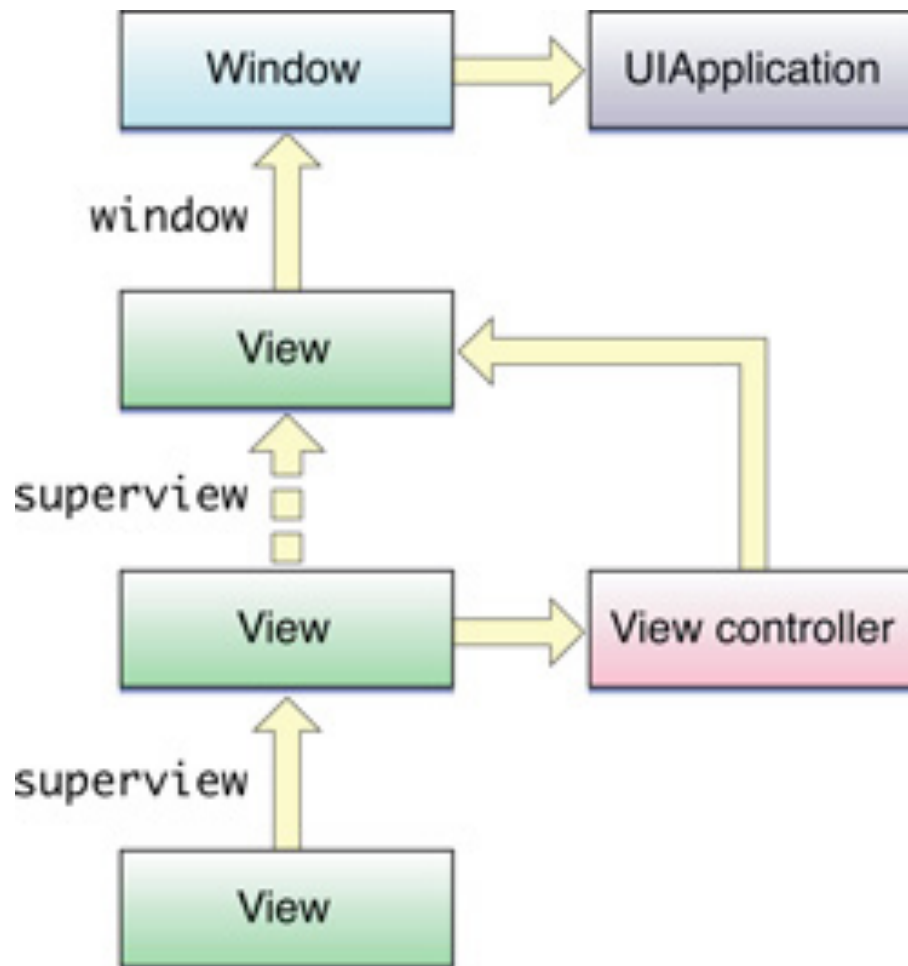 Window
UIApplication
window
View
superview
View
View controller
superview
View